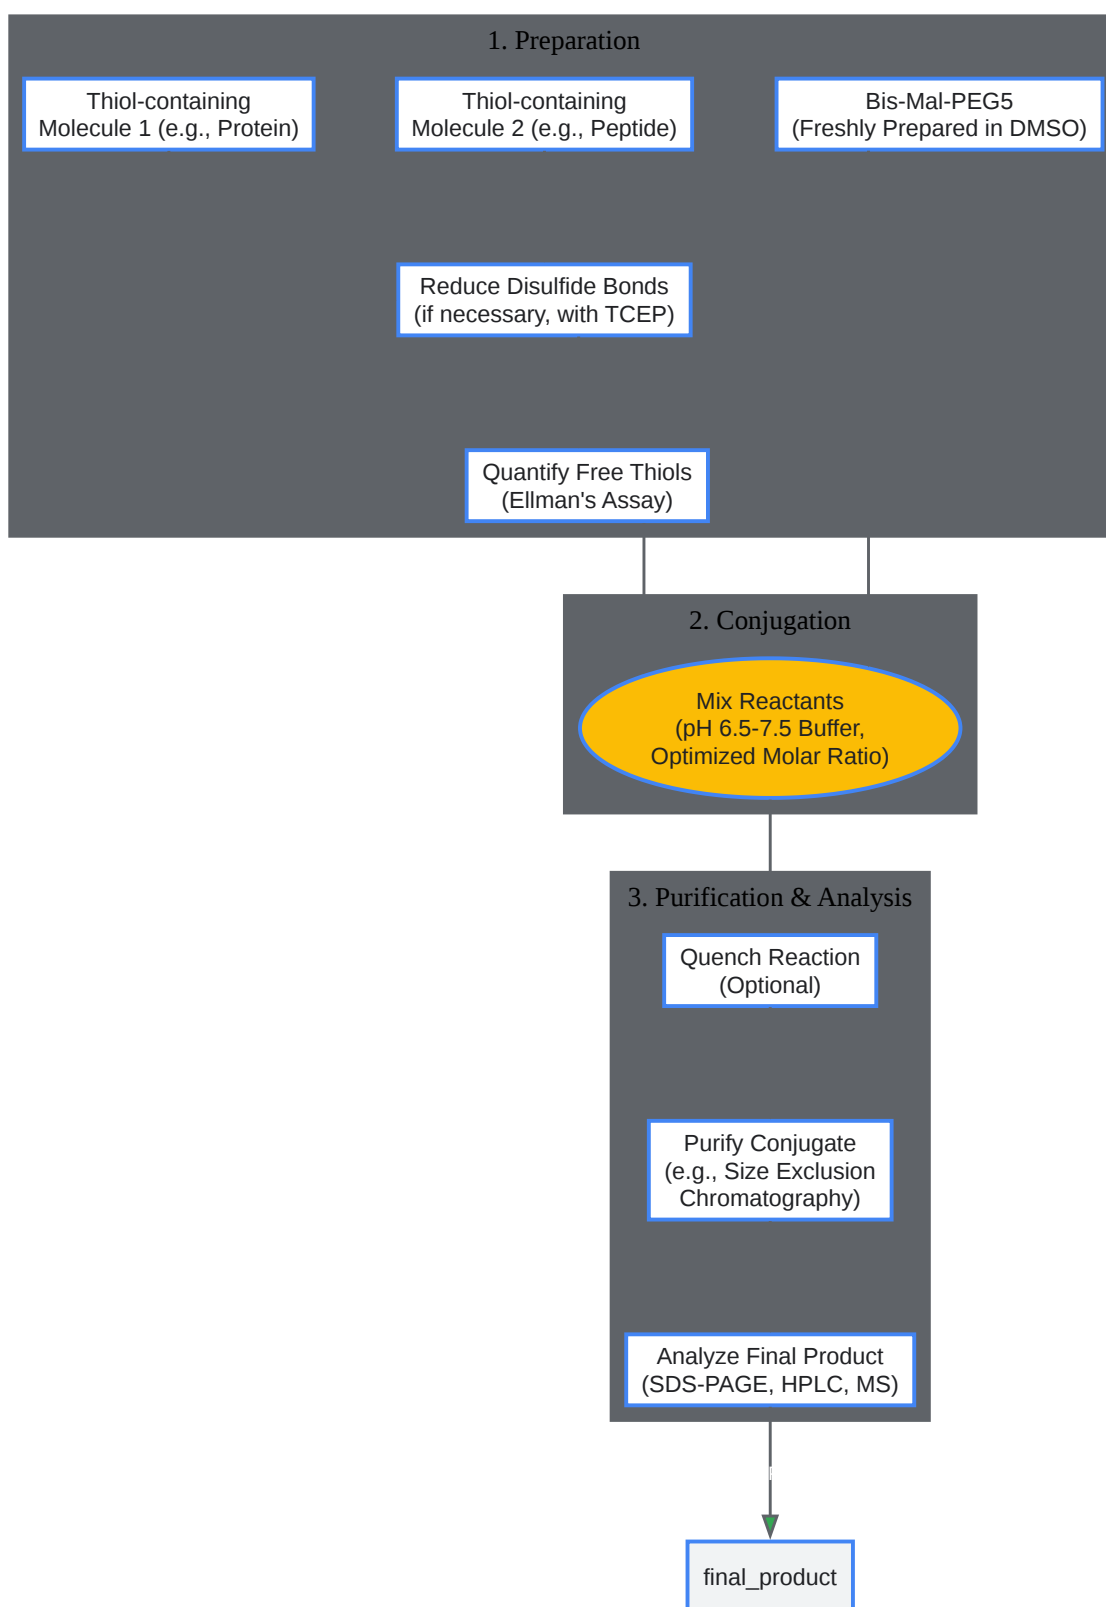 1. Preparation
Thiol-containing
Molecule 1 (e.g., Protein)
Thiol-containing
Molecule 2 (e.g., Peptide)
Bis-Mal-PEG5
(Freshly Prepared in DMSO)
Reduce Disulfide Bonds
(if necessary, with TCEP)
Quantify Free Thiols
(Ellman's Assay)
2. Conjugation
Mix Reactants
(pH 6.5-7.5 Buffer,
Optimized Molar Ratio)
3. Purification & Analysis
Quench Reaction
(Optional)
Purify Conjugate
(e.g., Size Exclusion
Chromatography)
Analyze Final Product
(SDS-PAGE, HPLC, MS)
final_product